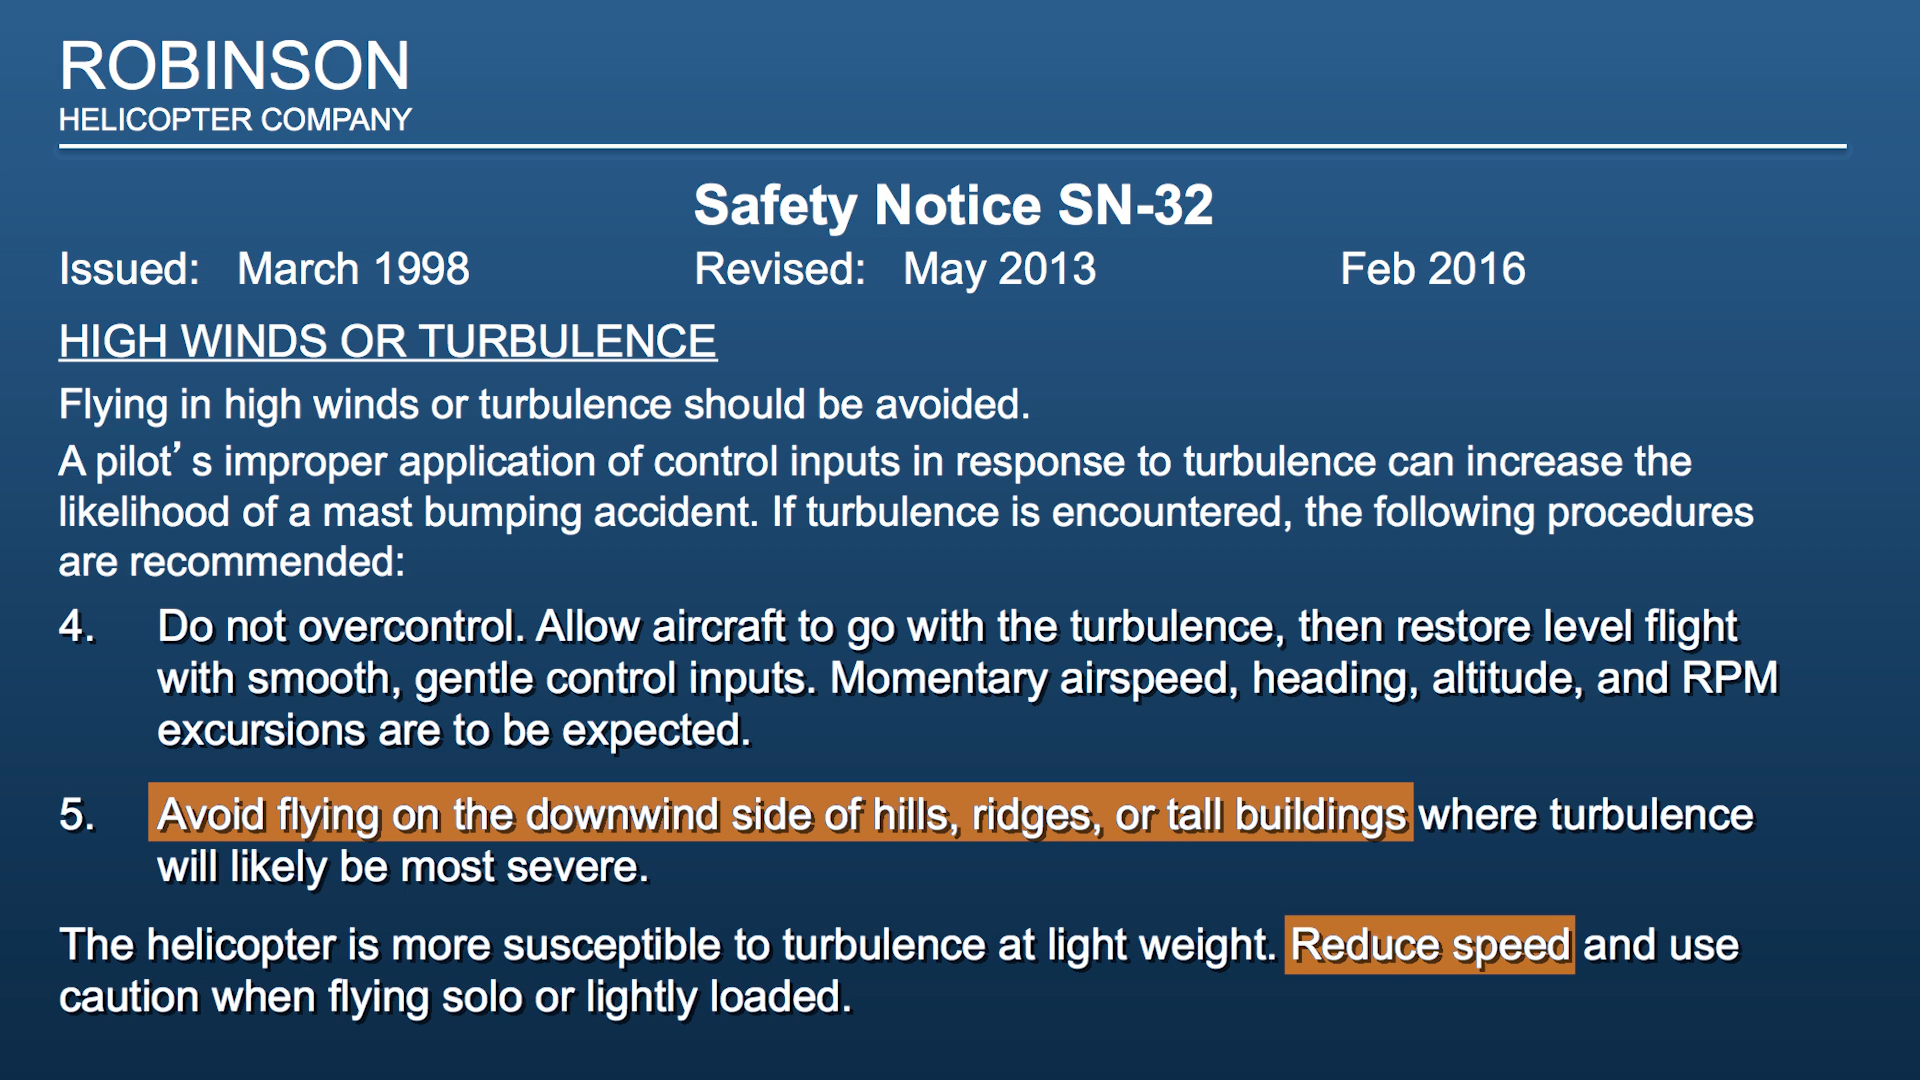 ROBINSON
HELICOPTER COMPANY
Safety Notice SN-32
Issued: March 1998 Revised: May 2013 Feb 2016
HIGH WINDS OR TURBULENCE
Flying in high winds or turbulence should be avoided.
A pilot’s improper application of control inputs in response to turbulence can increase the
likelihood of a mast bumping accident. If turbulence is encountered, the following procedures
are recommended:
4. Do not overcontrol. Allow aircraft to go with the turbulence, then restore level flight
with smooth, gentle control inputs. Momentary airspeed, heading, altitude, and RPM
excursions are to be expected.
5. Avoid flying on the downwind side of hills, ridges, or tall buildings where turbulence
will likely be most severe.
The helicopter is more susceptible to turbulence at light weight. Reduce speed and use
caution when flying solo or lightly loaded.